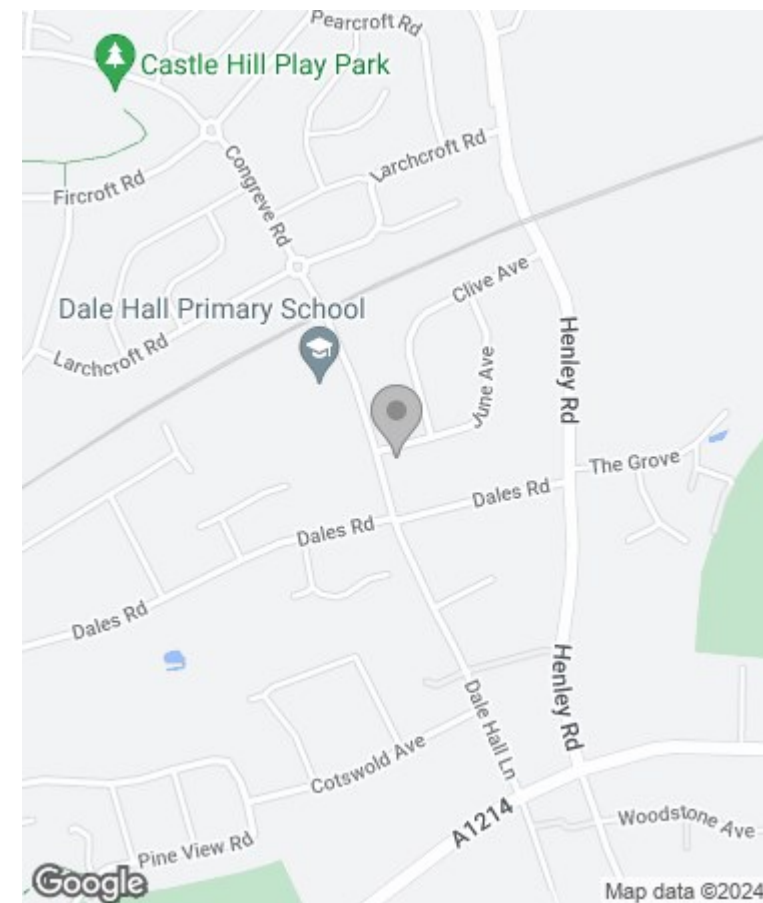 Pearcroft Rd
Castle Hill Play Park
Larchcroft Rd
Fircroft Rd
Congreve Rd
Clive Ave
Dale Hall Primary School
Larchcroft Rd
Henley Rd
June Ave
The Grove
Dales Rd
Dales Rd
Dales Rd
Henley Rd
Dale Hall Ln
Cotswold Ave
A1214
Woodstone Ave
Pine View Rd
Google
Map data ©2024